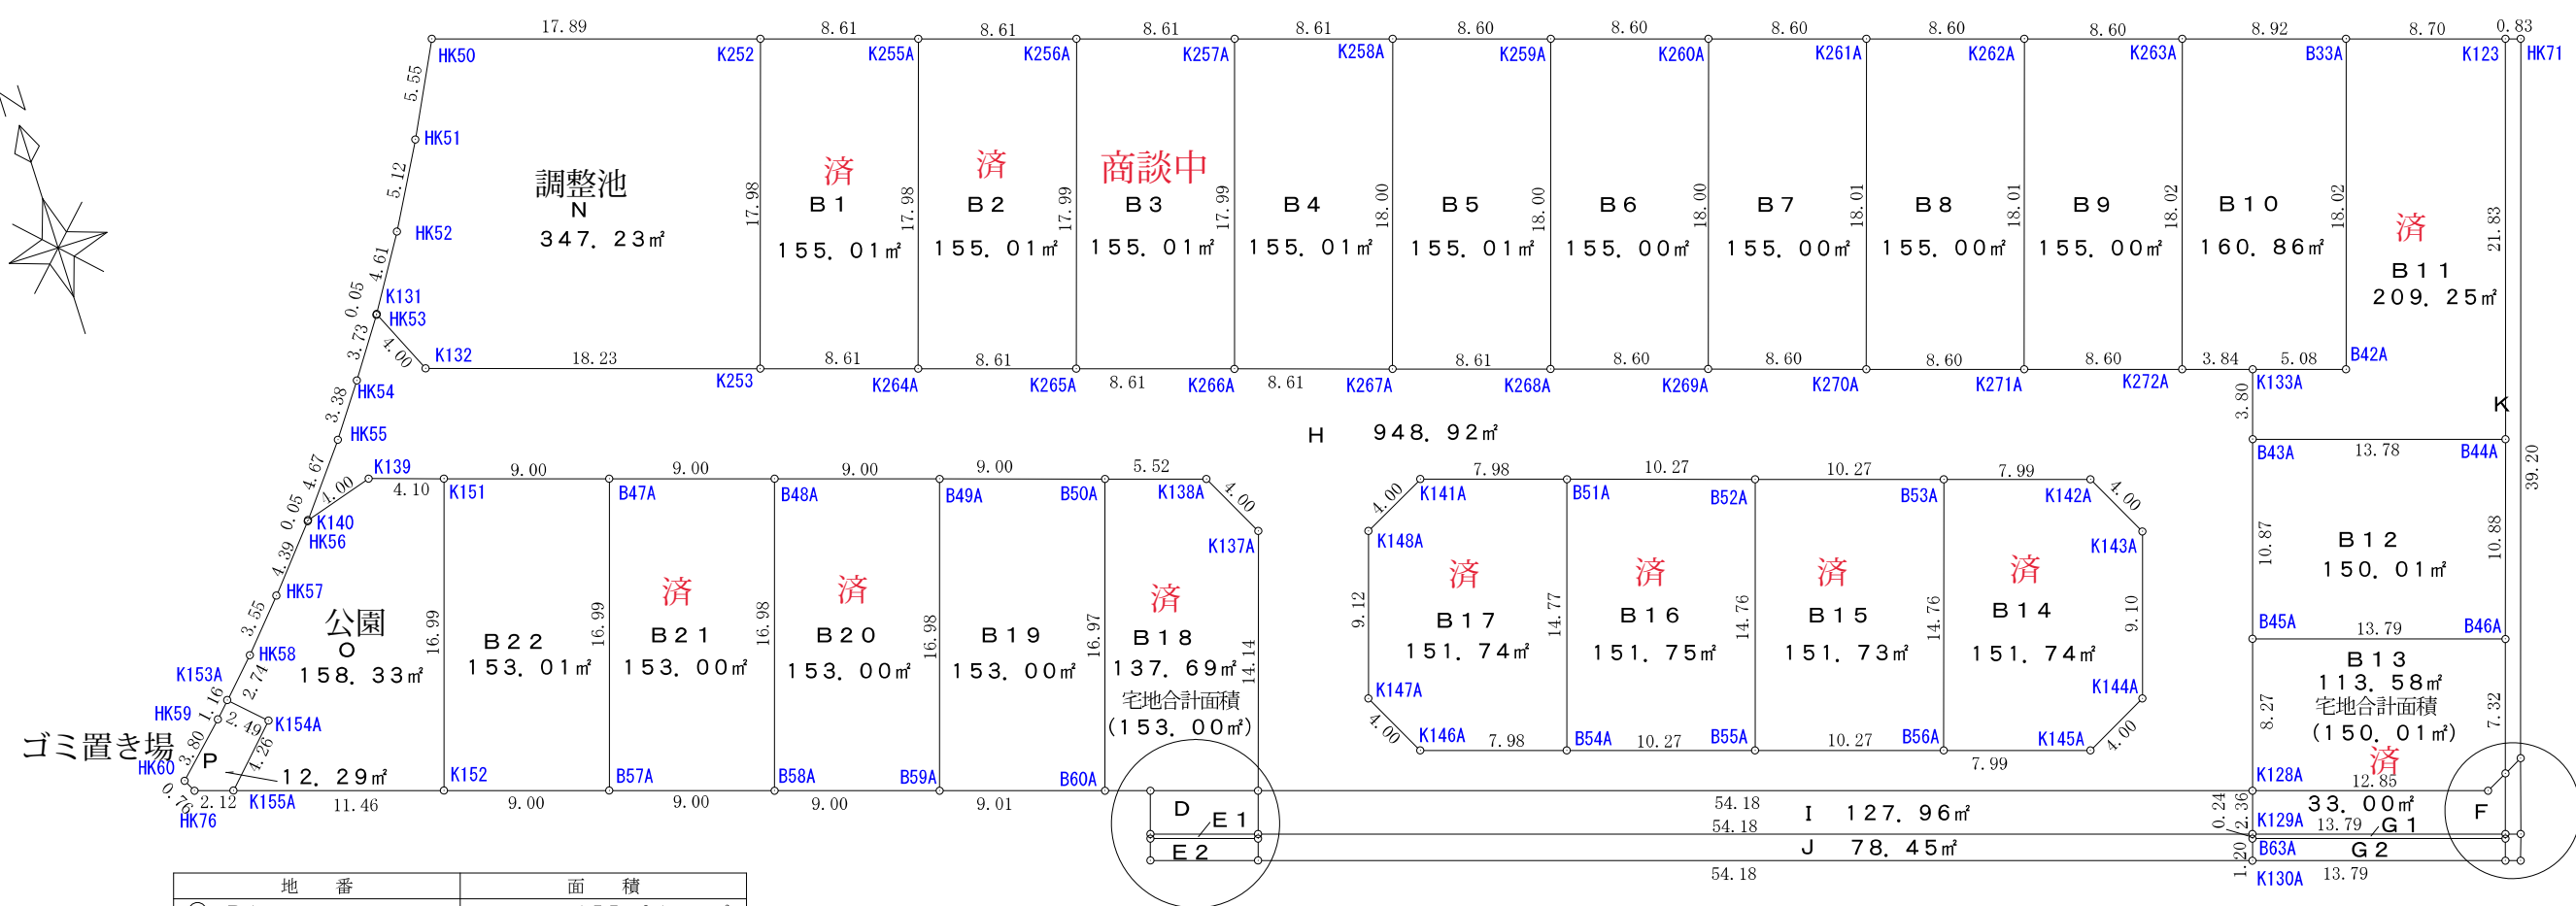 17.89 8.61 8.61 8.61 8.61 8.60 8.60 8.60 8.60 8.60 8.92 8.70 0.83
HK50 K252 K255A K256A K257A K258A K259A K260A K261A K262A K263A B33A K123 HK71
5.55
N
HK51
5.12
調整池
N
347.23㎡
17.98
済
B1
155.01㎡
17.98
済
B2
155.01㎡
17.99
商談中
B3
155.01㎡
17.99
B4
155.01㎡
18.00
B5
155.01㎡
18.00
B6
155.00㎡
18.00
B7
155.00㎡
18.01
B8
155.00㎡
18.01
B9
155.00㎡
18.02
B10
160.86㎡
18.02
済
B11
209.25㎡
21.83
HK52
4.61
0.05
K131
HK53
3.73
4.00
K132
18.23 8.61 8.61 8.61 8.61 8.61 8.60 8.60 8.60 8.60 3.84 5.08
K253 K264A K265A K266A K267A K268A K269A K270A K271A K272A K133A B42A
HK54
3.38
HK55
4.67
H 948.92㎡
3.80
K
B43A 13.78 B44A
39.20
0.05
4.00
K139
4.10
K140
HK56
K151
9.00 9.00 9.00 9.00 5.52
B47A B48A B49A B50A K138A
4.00
K137A
4.00
7.98 10.27 10.27 7.99
K141A B51A B52A B53A K142A
4.00
K148A K143A
10.87
B12
150.01㎡
10.88
4.39
HK57
3.55
HK58
公園
O
158.33㎡
16.99
B22
153.01㎡
16.99
済
B21
153.00㎡
16.98
済
B20
153.00㎡
16.98
B19
153.00㎡
16.97
済
B18
137.69㎡
宅地合計面積
(153.00㎡)
14.14
9.12
済
B17
151.74㎡
14.77
済
B16
151.75㎡
14.76
済
B15
151.73㎡
14.76
済
B14
151.74㎡
9.10
B45A 13.79 B46A
8.27
B13
113.58㎡
宅地合計面積
(150.01㎡)
済
7.32
K153A
2.74
1.16
HK59
2.49
K154A
ゴミ置き場
3.80
4.26
P
12.29㎡
HK60
0.76
HK76
2.12
K155A
11.46
K152
9.00 9.00 9.00 9.01
B57A B58A B59A B60A
K147A K144A
4.00
K146A
7.98
B54A
10.27
B55A
10.27
B56A
7.99
K145A
4.00
K128A
12.85
D
E1
E2
54.18
I 127.96㎡
54.18
J 78.45㎡
54.18
0.24
2.36
33.00㎡
F
K129A
13.79
G1
B63A
G2
1.20
K130A
13.79
地番 面積